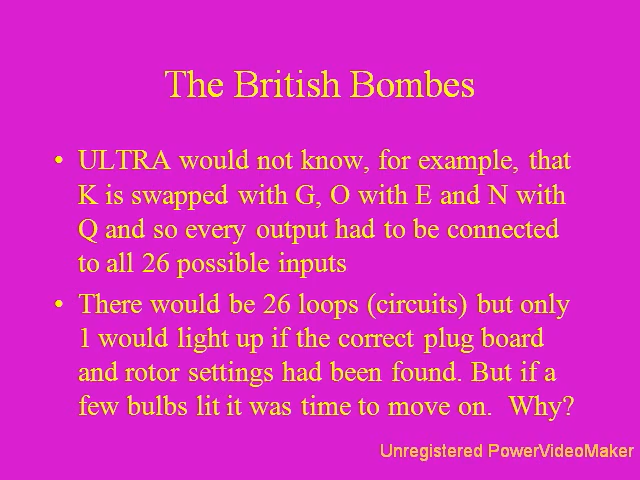 The British Bombes
• ULTRA would not know, for example, that
K is swapped with G, O with E and N with
Q and so every output had to be connected
to all 26 possible inputs
• There would be 26 loops (circuits) but only
1 would light up if the correct plug board
and rotor settings had been found. But if a
few bulbs lit it was time to move on.  Why?
Unregistered PowerVideoMaker